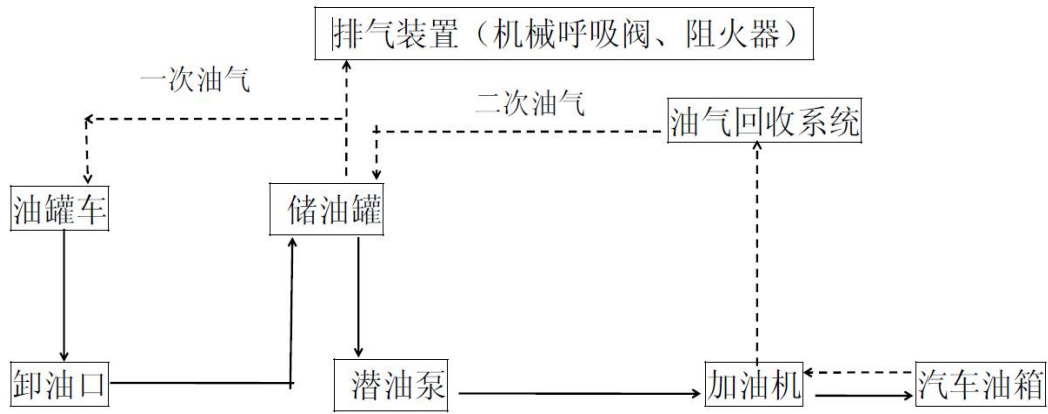 排气装置（机械呼吸阀、阻火器）
一次油气
二次油气
油气回收系统
油罐车
储油罐
卸油口
潜油泵
加油机
汽车油箱